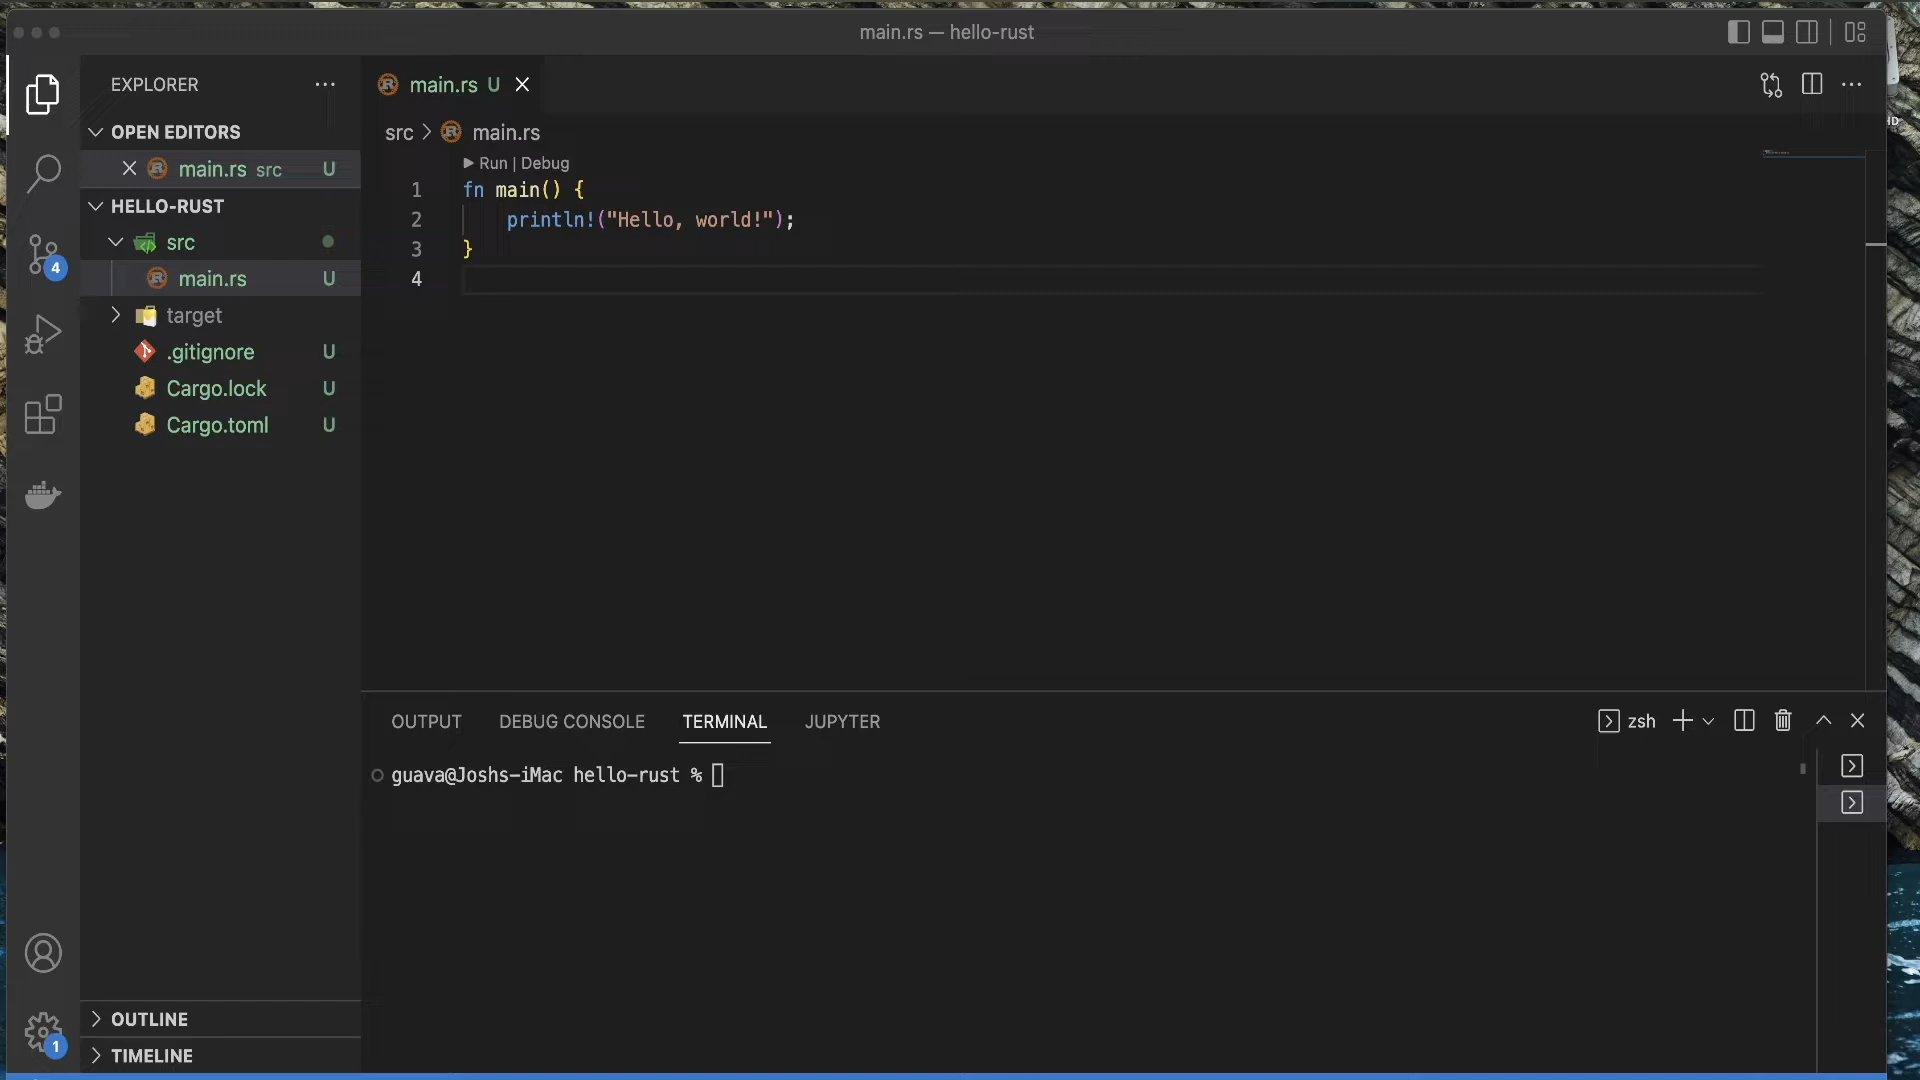 main.rs — hello-rust
EXPLORER
OPEN EDITORS
main.rs src U
HELLO-RUST
src
main.rs U
target
.gitignore U
Cargo.lock U
Cargo.toml U
4
1
OUTLINE
TIMELINE
main.rs U
src > main.rs
Run | Debug
1 fn main() {
2 println!("Hello, world!");
3 }
4
OUTPUT DEBUG CONSOLE TERMINAL JUPYTER
zsh
guava@Joshs-iMac hello-rust %